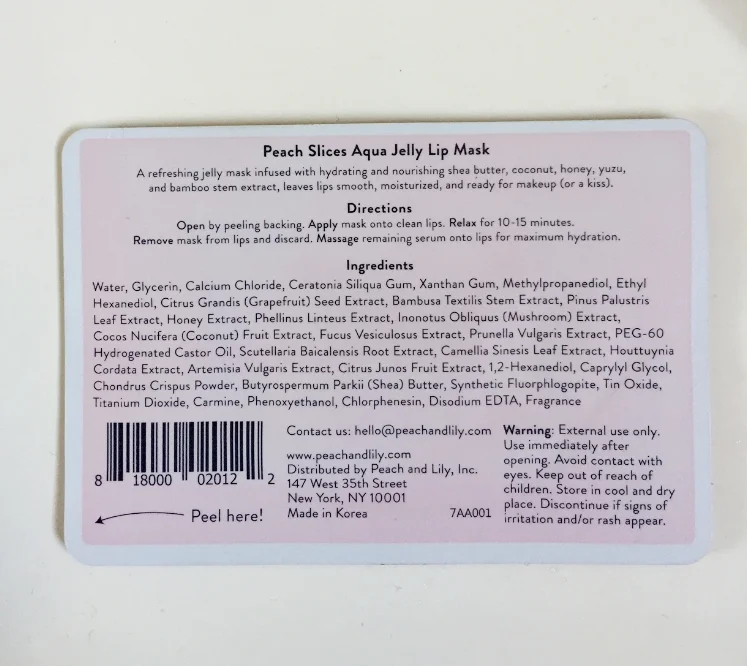 Peach Slices Aqua Jelly Lip Mask
A refreshing jelly mask infused with hydrating and nourishing shea butter, coconut, honey, yuzu,
and bamboo stem extract, leaves lips smooth, moisturized, and ready for makeup (or a kiss).
Directions
Open by peeling backing. Apply mask onto clean lips. Relax for 10-15 minutes.
Remove mask from lips and discard. Massage remaining serum onto lips for maximum hydration.
Ingredients
Water, Glycerin, Calcium Chloride, Ceratonia Siliqua Gum, Xanthan Gum, Methylpropanediol, Ethyl
Hexanediol, Citrus Grandis (Grapefruit) Seed Extract, Bambusa Textilis Stem Extract, Pinus Palustris
Leaf Extract, Honey Extract, Phellinus Linteus Extract, Inonotus Obliquus (Mushroom) Extract,
Cocos Nucifera (Coconut) Fruit Extract, Fucus Vesiculosus Extract, Prunella Vulgaris Extract, PEG-60
Hydrogenated Castor Oil, Scutellaria Baicalensis Root Extract, Camellia Sinesis Leaf Extract, Houttuynia
Cordata Extract, Artemisia Vulgaris Extract, Citrus Junos Fruit Extract, 1,2-Hexanediol, Caprylyl Glycol,
Chondrus Crispus Powder, Butyrospermum Parkii (Shea) Butter, Synthetic Fluorphlogopite, Tin Oxide,
Titanium Dioxide, Carmine, Phenoxyethanol, Chlorphenesin, Disodium EDTA, Fragrance
8 18000 02012 2
Peel here!
Contact us: hello@peachandlily.com
www.peachandlily.com
Distributed by Peach and Lily, Inc.
147 West 35th Street
New York, NY 10001
Made in Korea 7AA001
Warning: External use only.
Use immediately after
opening. Avoid contact with
eyes. Keep out of reach of
children. Store in cool and dry
place. Discontinue if signs of
irritation and/or rash appear.